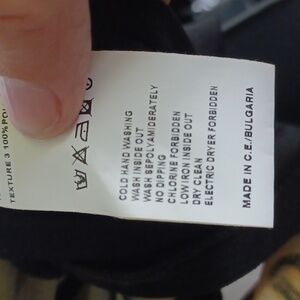 TEXTURE 3 100%
COLD HAND WASHING
WASH INSIDE OUT
WASH SEPOLYAMIDERATELY
NO DIPPING
CHLORINE FORBIDDEN
LOW IRON INSIDE OUT
DRY CLEAN
ELECTRIC DRYER FORBIDDEN
MADE IN C.E./BULGARIA